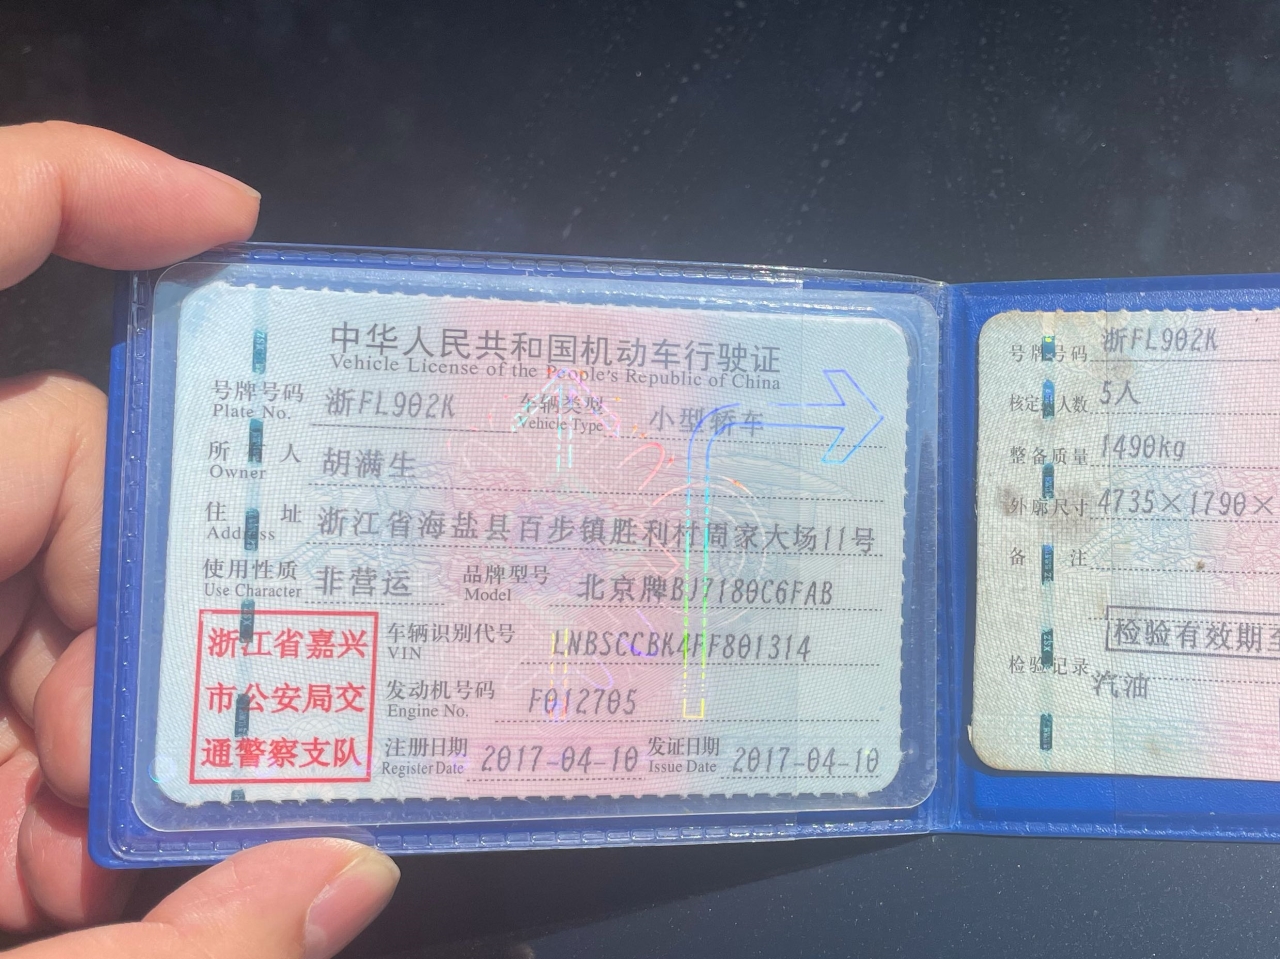 中华人民共和国机动车行驶证
Vehicle License of the People's Republic of China
号牌号码 浙FL902K 车辆类型 小型轿车
Plate No. Vehicle Type
所有人 胡满生
Owner
住址 浙江省海盐县百步镇胜利村周家大场11号
Address
使用性质 非营运 品牌型号 北京牌BJ7180C6FAB
Use Character Model
浙江省嘉兴
市公安局交
通警察支队
车辆识别代号 LNBSCCBK4FF801314
VIN
发动机号码 F012705
Engine No.
注册日期 2017-04-10 发证日期 2017-04-10
Register Date Issue Date
号牌号码 浙FL902K
核定人数 5人
整备质量 1490kg
外廓尺寸 4735×1790×
备注
检验有效期至
检验记录
汽油